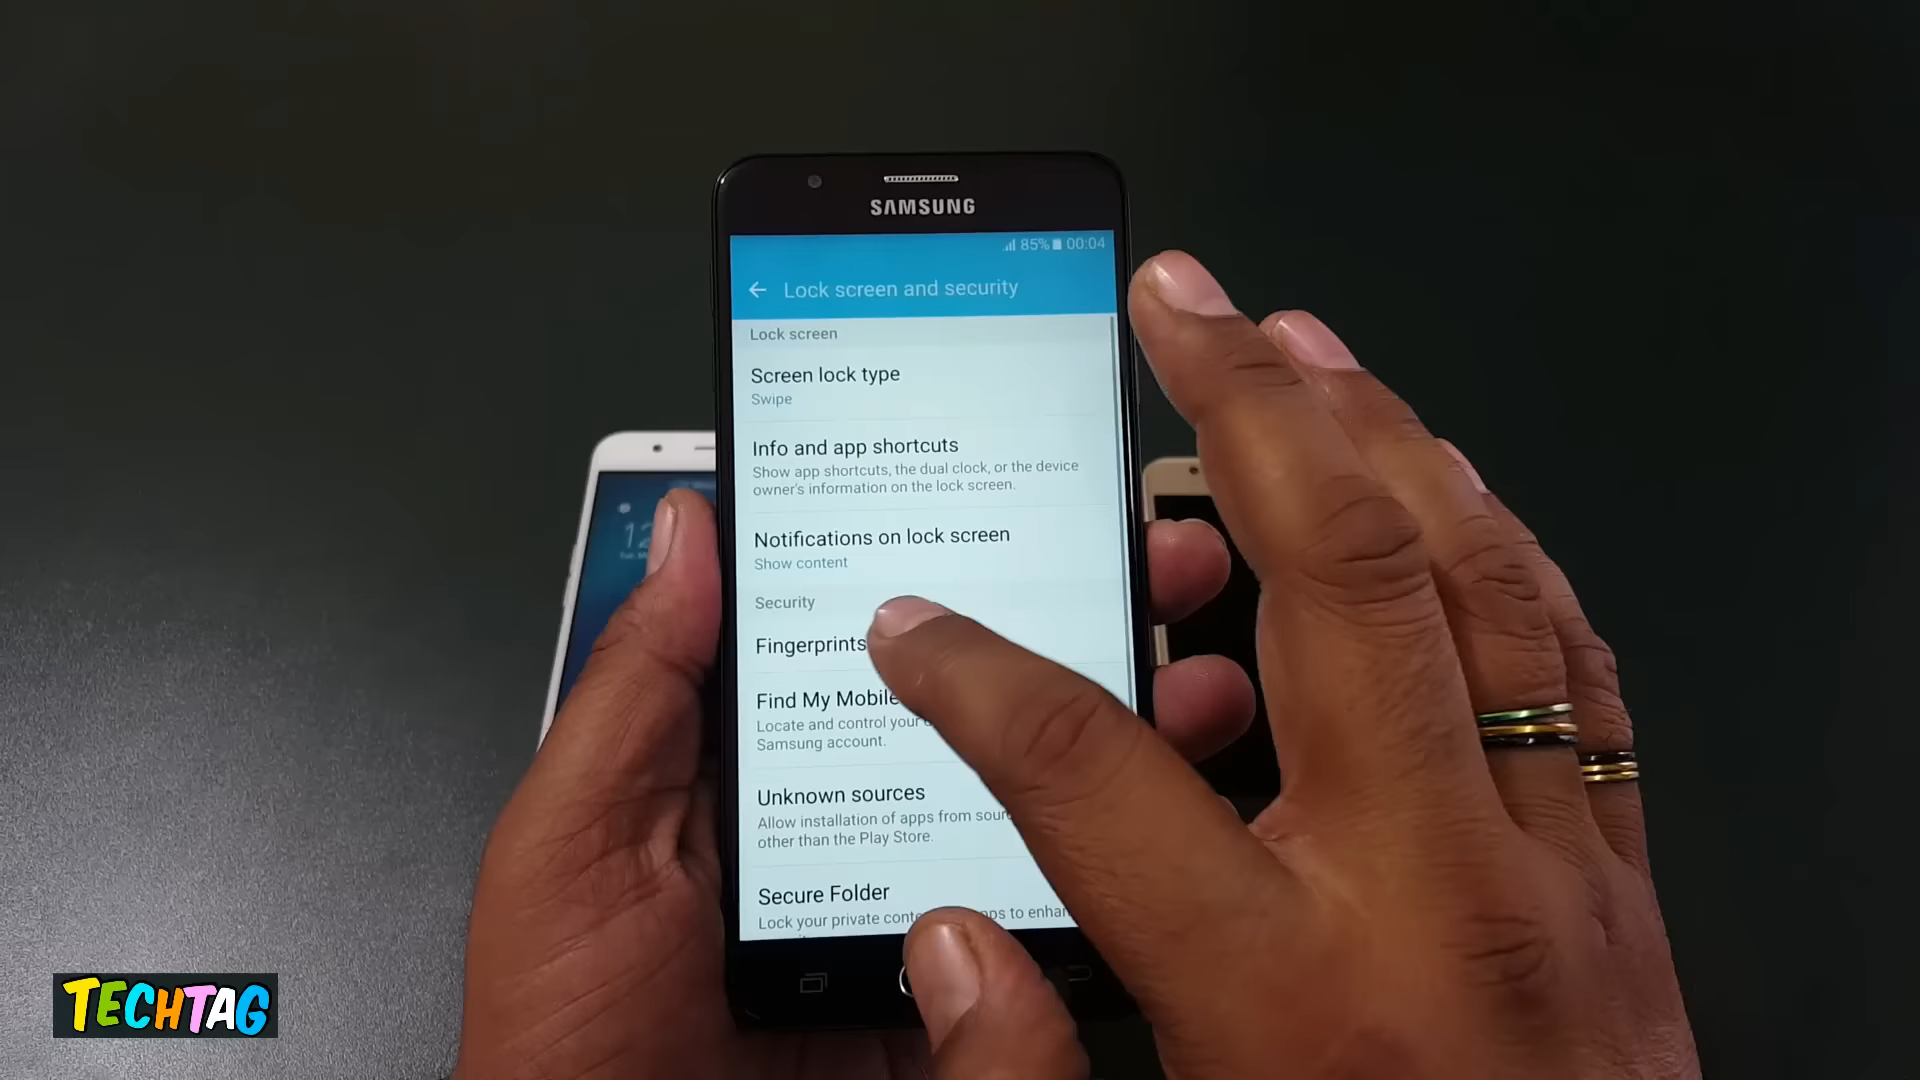 SAMSUNG
85% 00:04
Lock screen and security
Lock screen
Screen lock type
Swipe
Info and app shortcuts
Show app shortcuts, the dual clock, or the device
owner's information on the lock screen.
Notifications on lock screen
Show content
Security
Fingerprints
Find My Mobile
Locate and control your
Samsung account.
Unknown sources
Allow installation of apps from
other than the Play Store.
Secure Folder
Lock your private
TECHTAG